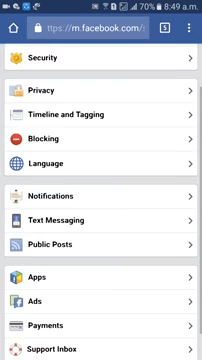 70% 8:49 a.m.
ttps://m.facebook.com/s
5
Security
Privacy
Timeline and Tagging
Blocking
Language
Notifications
Text Messaging
Public Posts
Apps
Ads
Payments
Support Inbox